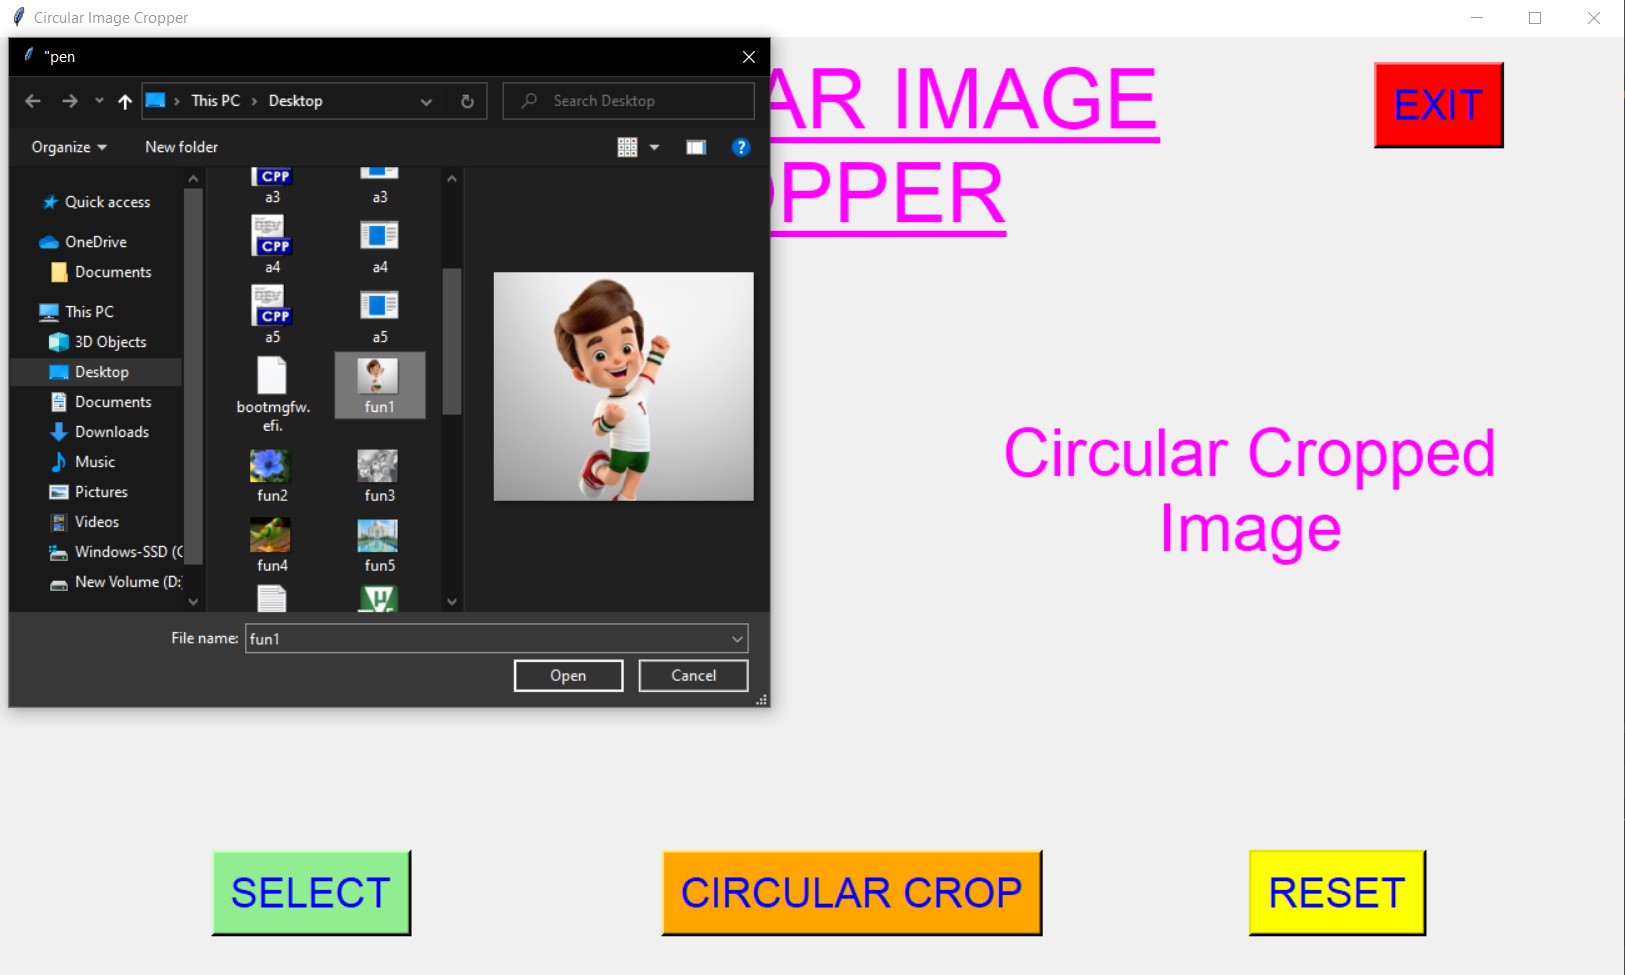 Circular Image Cropper
"pen
This PC
Desktop
Search Desktop
AR IMAGE
OPPER
EXIT
Organize
New folder
?
Quick access
OneDrive
Documents
This PC
3D Objects
Desktop
Documents
Downloads
Music
Pictures
Videos
Windows-SSD (C
New Volume (D:
CPP
a3
a3
CPP
a4
a4
CPP
a5
a5
bootmgfw.
efi.
fun1
fun2
fun3
fun4
fun5
File name:
fun1
Open
Cancel
Circular Cropped
Image
SELECT
CIRCULAR CROP
RESET